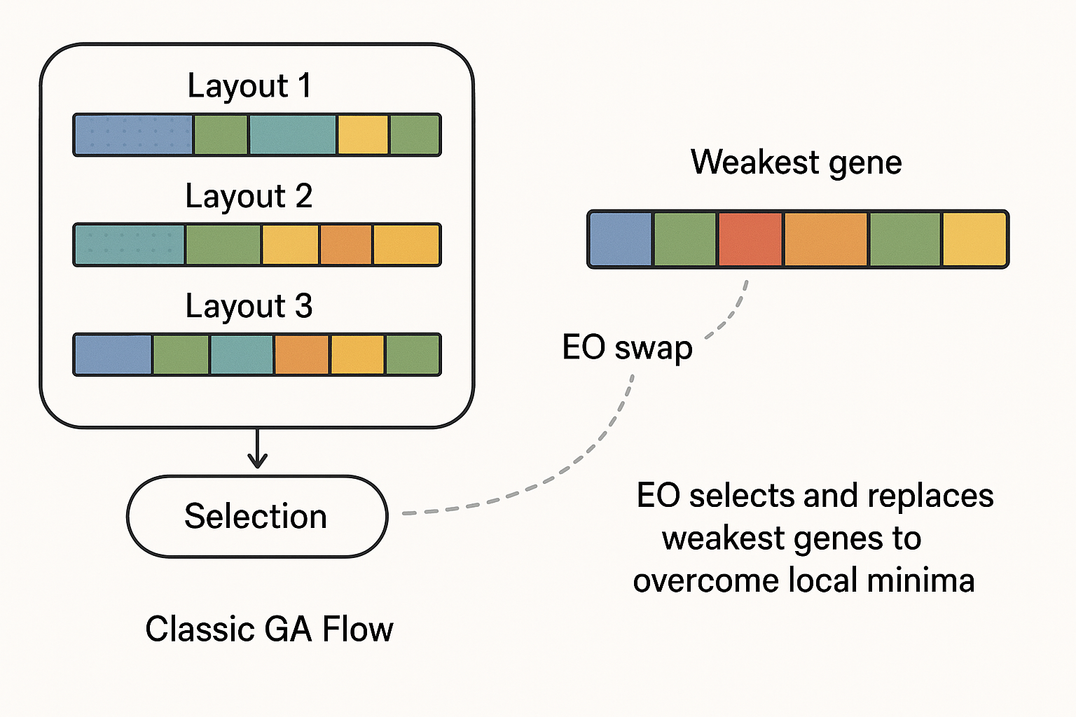 Layout 1
Layout 2
Layout 3
Selection
Classic GA Flow
Weakest gene
EO swap
EO selects and replaces
weakest genes to
overcome local minima